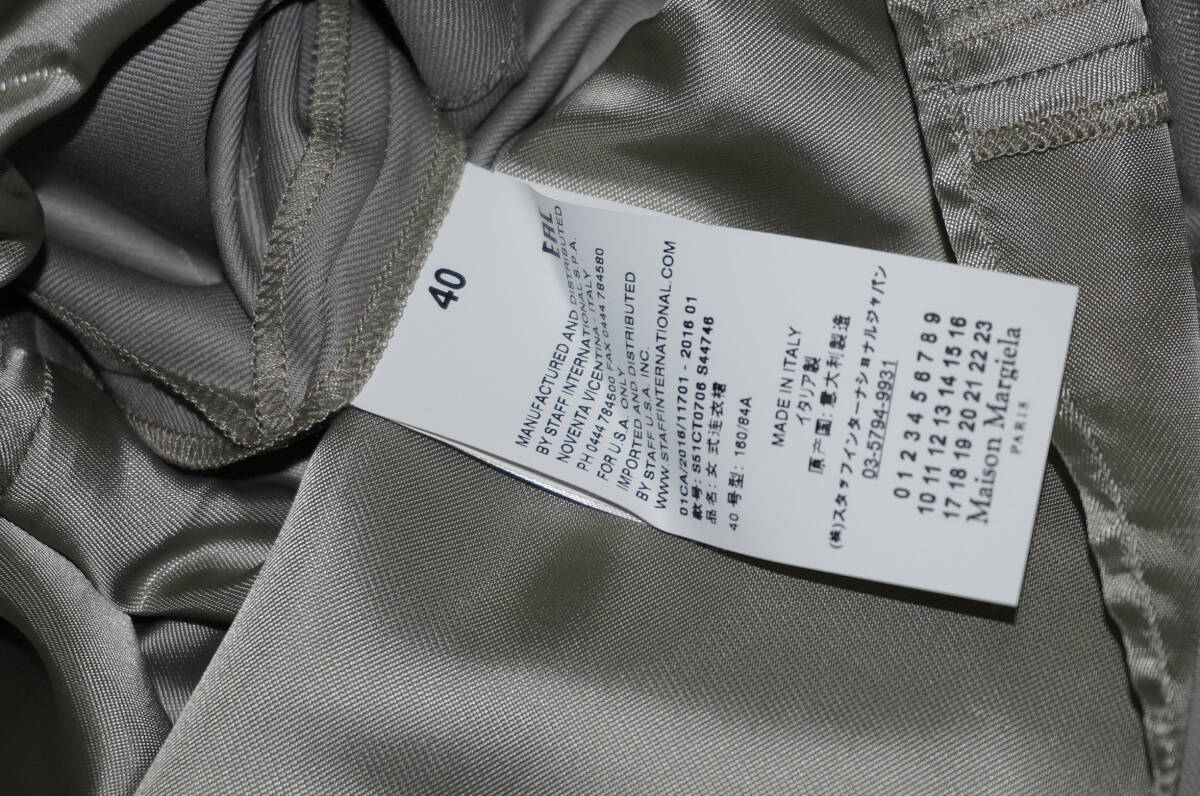 40
MANUFACTURED AND DISTRIBUTED
BY STAFF INTERNATIONAL S.P.A.
NOVENTA VICENTINA - ITALY
PH 0444 784500 FAX 0444 784580
FOR U.S.A. ONLY
IMPORTED AND DISTRIBUTED
BY STAFF U.S.A. INC.
WWW.STAFFINTERNATIONAL.COM
01CA/2016/11701 - 2016 01
款号: S51CT0706 S44746
品名: 女式连衣裙
40 号型: 160/84A
MADE IN ITALY
イタリア製
原产国: 意大利製造
(株)スタッフインターナショナルジャパン
03-5794-9931
0 1 2 3 4 5 6 7 8 9
10 11 12 13 14 15 16
17 18 19 20 21 22 23
Maison Margiela
PARIS